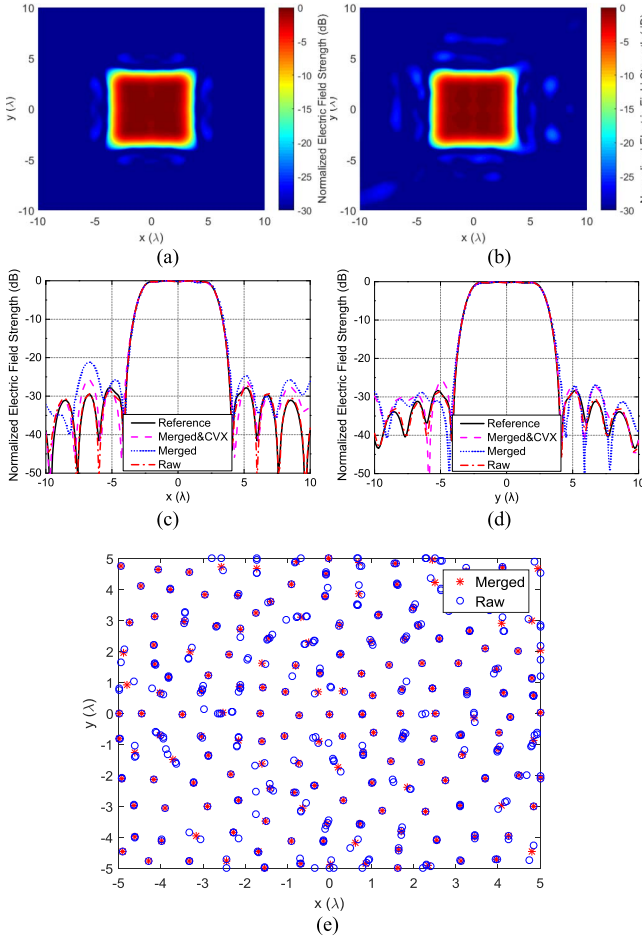 10
5
0
-5
-10
y (λ)
-10 -5 0 5 10
x (λ)
0
-5
-10
-15
-20
-25
-30
Normalized Electric Field Strength (dB)
(a)
10
5
0
-5
-10
y (λ)
-10 -5 0 5 10
x (λ)
0
-5
-10
-15
-20
-25
-30
(b)
0
-10
-20
-30
-40
-50
Normalized Electric Field Strength (dB)
Reference
Merged&CVX
Merged
Raw
-10 -5 0 5 10
x (λ)
(c)
0
-10
-20
-30
-40
-50
Normalized Electric Field Strength (dB)
Reference
Merged&CVX
Merged
Raw
-10 -5 0 5 10
y (λ)
(d)
5
4
3
2
1
0
-1
-2
-3
-4
-5
y (λ)
Merged
Raw
-5 -4 -3 -2 -1 0 1 2 3 4 5
x (λ)
(e)